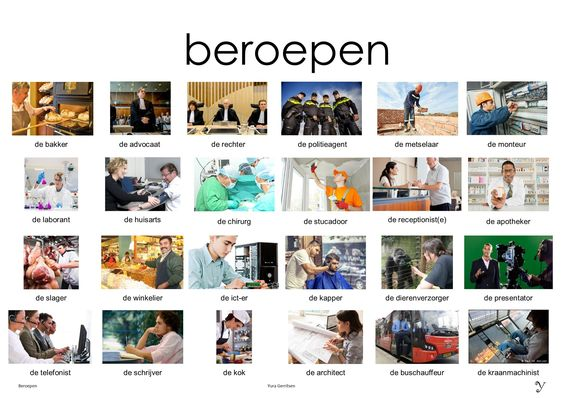 beroepen
de bakker
de advocaat
de rechter
de politieagent
de metselaar
de monteur
de laborant
de huisarts
de chirurg
de stucadoor
de receptionist(e)
de apotheker
de slager
de winkelier
de ict-er
de kapper
de dierenverzorger
de presentator
de telefonist
de schrijver
de kok
de architect
de buschauffeur
de kraanmachinist
Beroepen
Yura Gerritsen
y